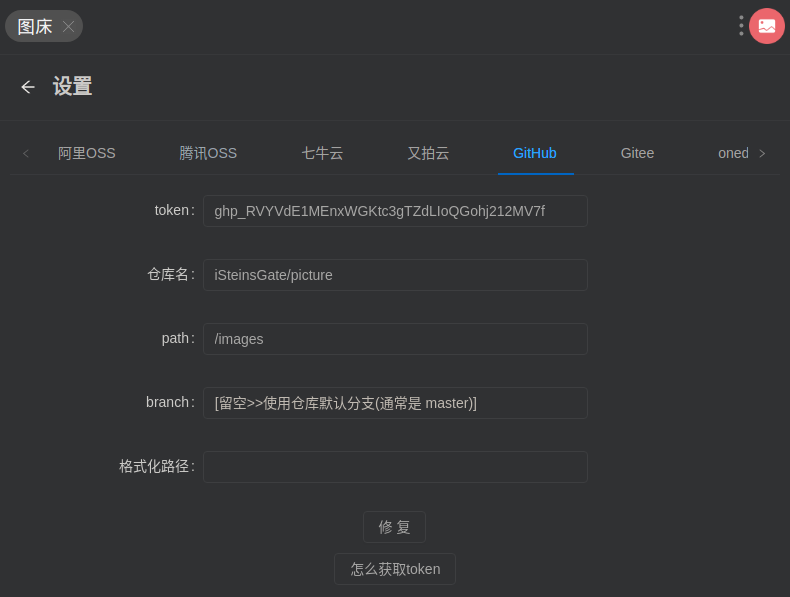 图床
设置
阿里OSS 腾讯OSS 七牛云 又拍云 GitHub Gitee oned
token: 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
仓库名: iSteinsGate/picture
path: /images
branch: [留空>>使用仓库默认分支(通常是 master)]
格式化路径:
修 复
怎么获取token